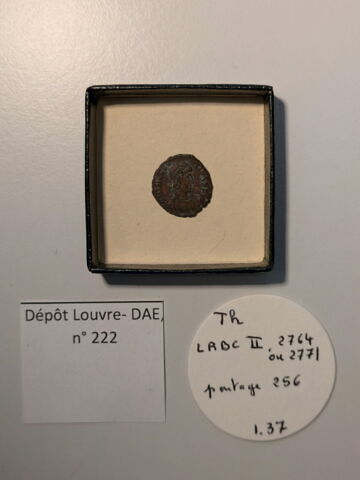 Dépôt Louvre- DAE,
n° 222
Th
LRBC II, 2764
ou 2771
partage 256
1.37